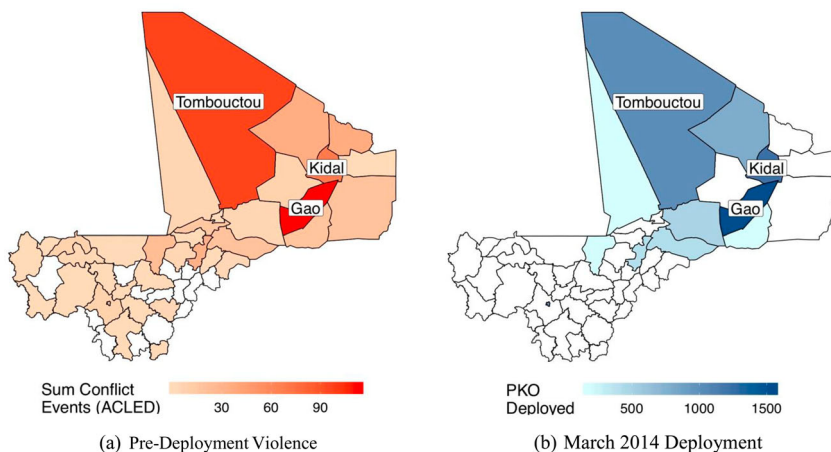 Tombouctou
Kidal
Gao
Sum Conflict
Events (ACLED)
30 60 90
(a) Pre-Deployment Violence
Tombouctou
Kidal
Gao
PKO
Deployed
500 1000 1500
(b) March 2014 Deployment